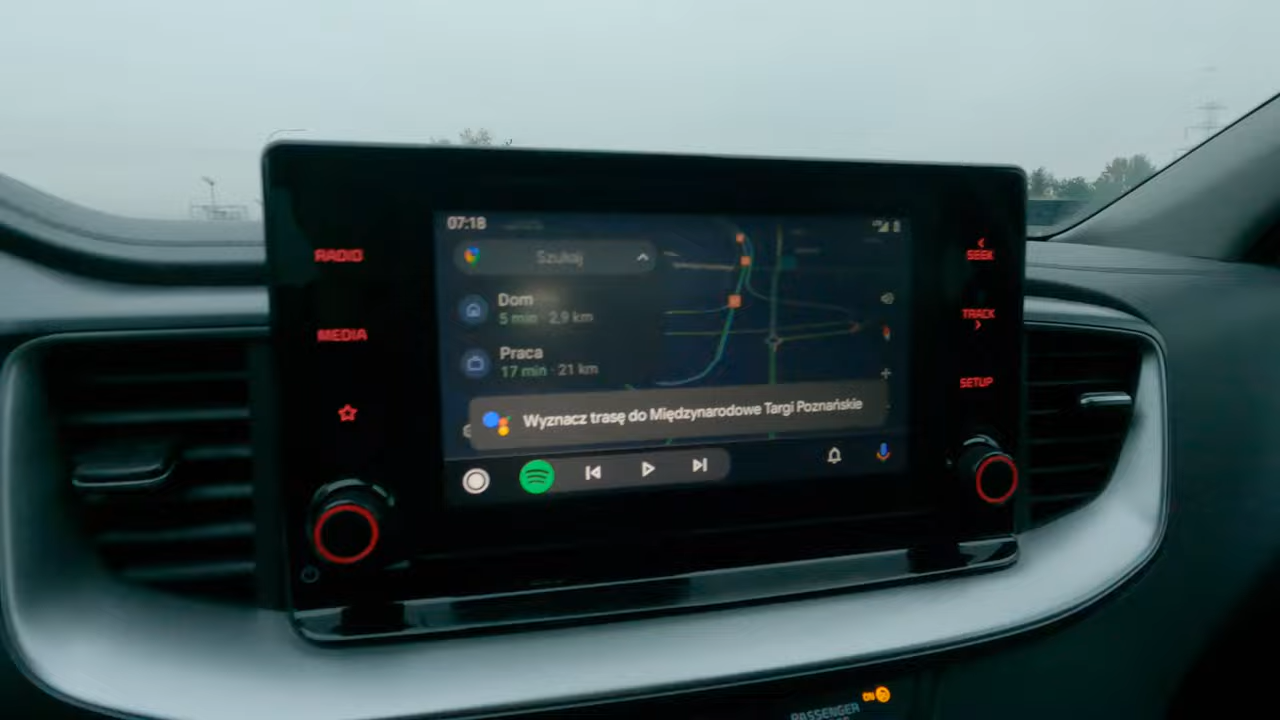 07:18
RADIO
MEDIA
Szukaj
Dom
5 min · 2,9 km
Praca
17 min · 21 km
Wyznacz trasę do Międzynarodowe Targi Poznańskie
SEEK
TRACK
SETUP
ON
PASSENGER